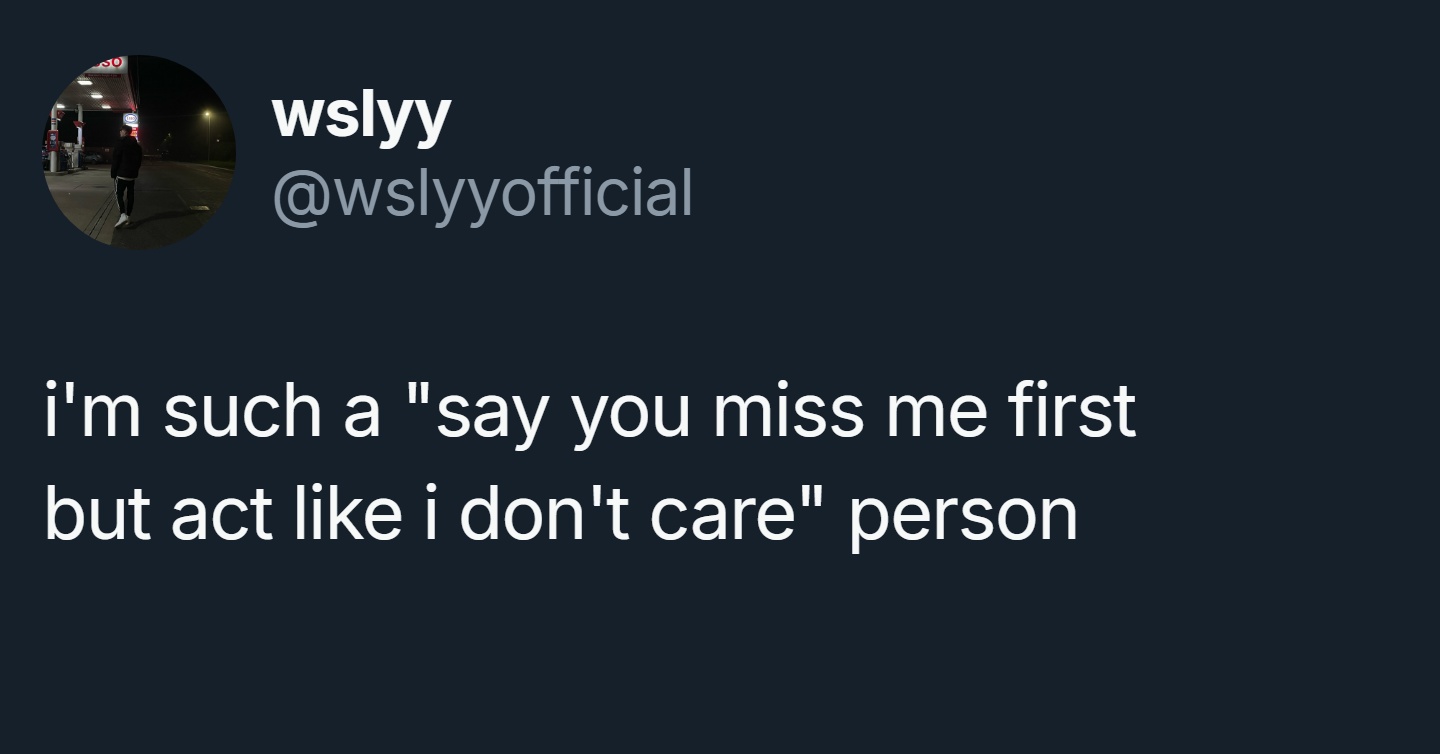 wslyy
@wslyyofficial
i'm such a "say you miss me first
but act like i don't care" person